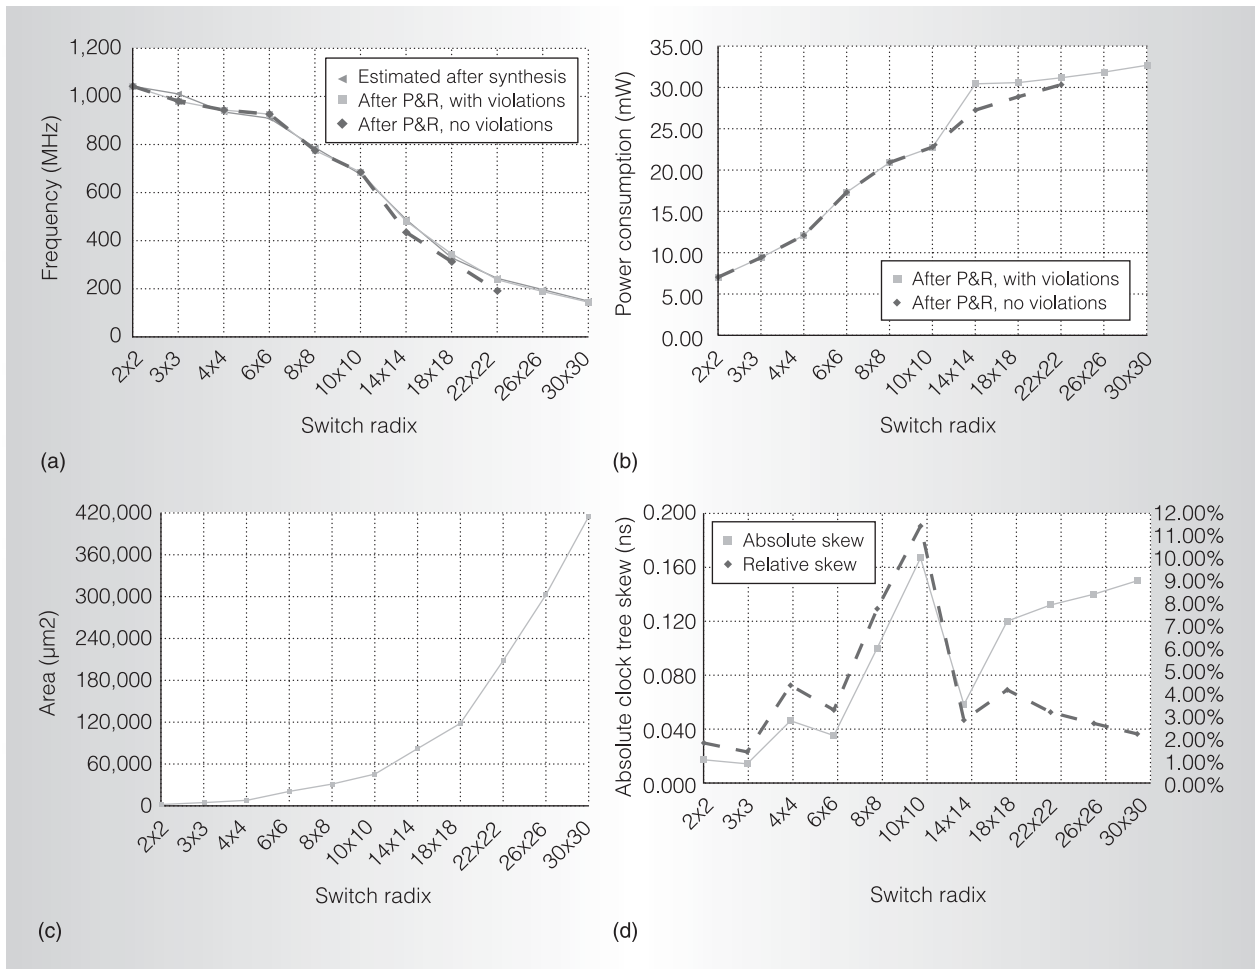 1,200
1,000
800
600
400
200
0
Frequency (MHz)
Estimated after synthesis
After P&R, with violations
After P&R, no violations
2x2
3x3
4x4
6x6
8x8
10x10
14x14
18x18
22x22
26x26
30x30
Switch radix
(a)
35.00
30.00
25.00
20.00
15.00
10.00
5.00
0.00
Power consumption (mW)
After P&R, with violations
After P&R, no violations
2x2
3x3
4x4
6x6
8x8
10x10
14x14
18x18
22x22
26x26
30x30
Switch radix
(b)
420,000
360,000
300,000
240,000
180,000
120,000
60,000
0
Area (µm2)
2x2
3x3
4x4
6x6
8x8
10x10
14x14
18x18
22x22
26x26
30x30
Switch radix
(c)
0.200
0.160
0.120
0.080
0.040
0.000
Absolute clock tree skew (ns)
Absolute skew
Relative skew
12.00%
11.00%
10.00%
9.00%
8.00%
7.00%
6.00%
5.00%
4.00%
3.00%
2.00%
1.00%
0.00%
2x2
3x3
4x4
6x6
8x8
10x10
14x14
18x18
22x22
26x26
30x30
Switch radix
(d)